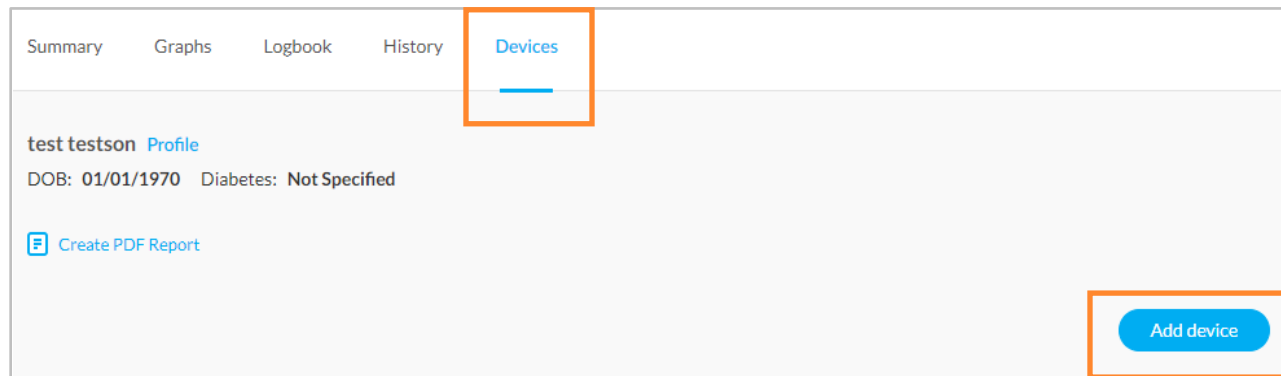 Summary Graphs Logbook History Devices
test testson Profile
DOB: 01/01/1970 Diabetes: Not Specified
Create PDF Report
Add device